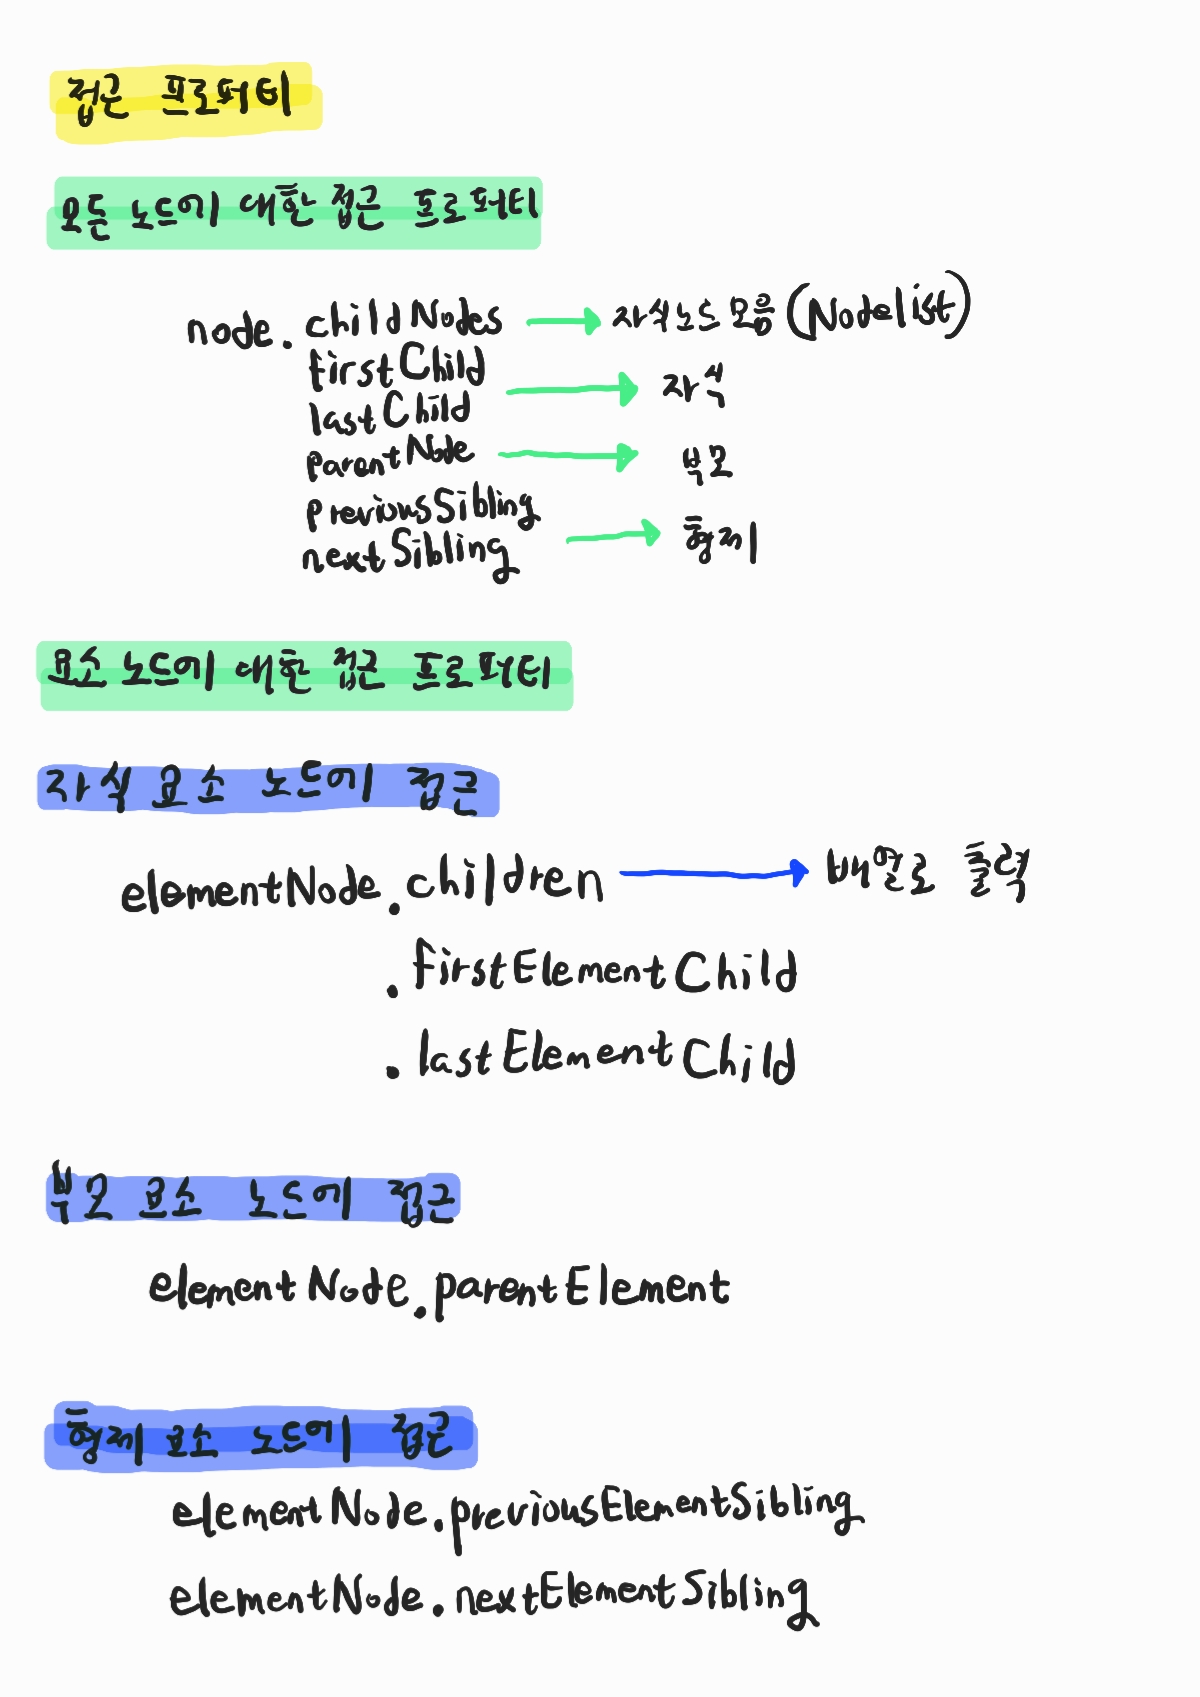 접근 프로퍼티
모든 노드에 대한 접근 프로퍼티
node. childNodes → 자식노드 모음 (Nodelist)
firstChild
lastChild → 자식
parentNode → 부모
previousSibling
nextSibling → 형제
요소 노드에 대한 접근 프로퍼티
자식 요소 노드에 접근
elementNode.children → 배열로 출력
.firstElementChild
.lastElementChild
부모 요소 노드에 접근
elementNode.parentElement
형제 요소 노드에 접근
elementNode.previousElementSibling
elementNode.nextElementSibling